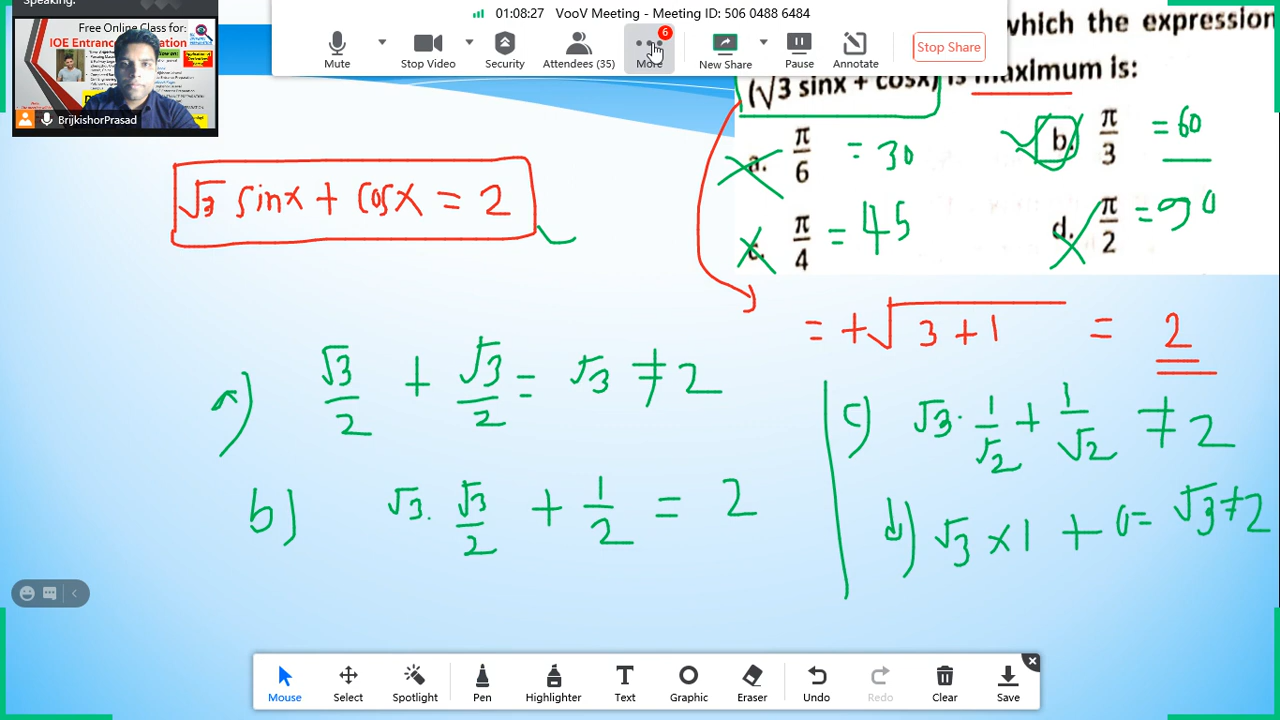 Speaking:
Free Online Class for:
BrijkishorPrasad
01:08:27 VooV Meeting - Meeting ID: 506 0488 6484
Mute
Stop Video
Security
Attendees (35)
6
More
New Share
Pause
Annotate
Stop Share
which the expression
(√3 sinx + cosx) is maximum is:
a. π/6 = 30
b. π/3 = 60
c. π/4 = 45
d. π/2 = 90
√3 sinx + cosx = 2
= +√3+1 = 2
a) √3/2 + √3/2 = √3 ≠ 2
b) √3. √3/2 + 1/2 = 2
c) √3. 1/√2 + 1/√2 ≠ 2
d) √3 × 1 + 0 = √3 ≠ 2
Mouse
Select
Spotlight
Pen
Highlighter
Text
Graphic
Eraser
Undo
Redo
Clear
Save